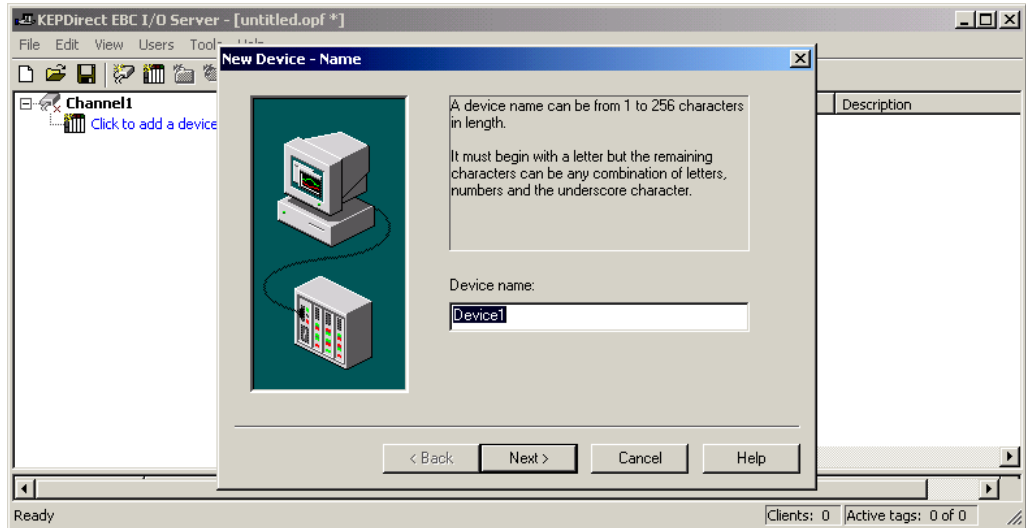 KEPDirect EBC I/O Server - [untitled.opf *]
File Edit View Users
New Device - Name
Channel1
Click to add a device
Description
A device name can be from 1 to 256 characters
in length.
It must begin with a letter but the remaining
characters can be any combination of letters,
numbers and the underscore character.
Device name:
Device1
< Back Next > Cancel Help
Ready
Clients: 0 Active tags: 0 of 0